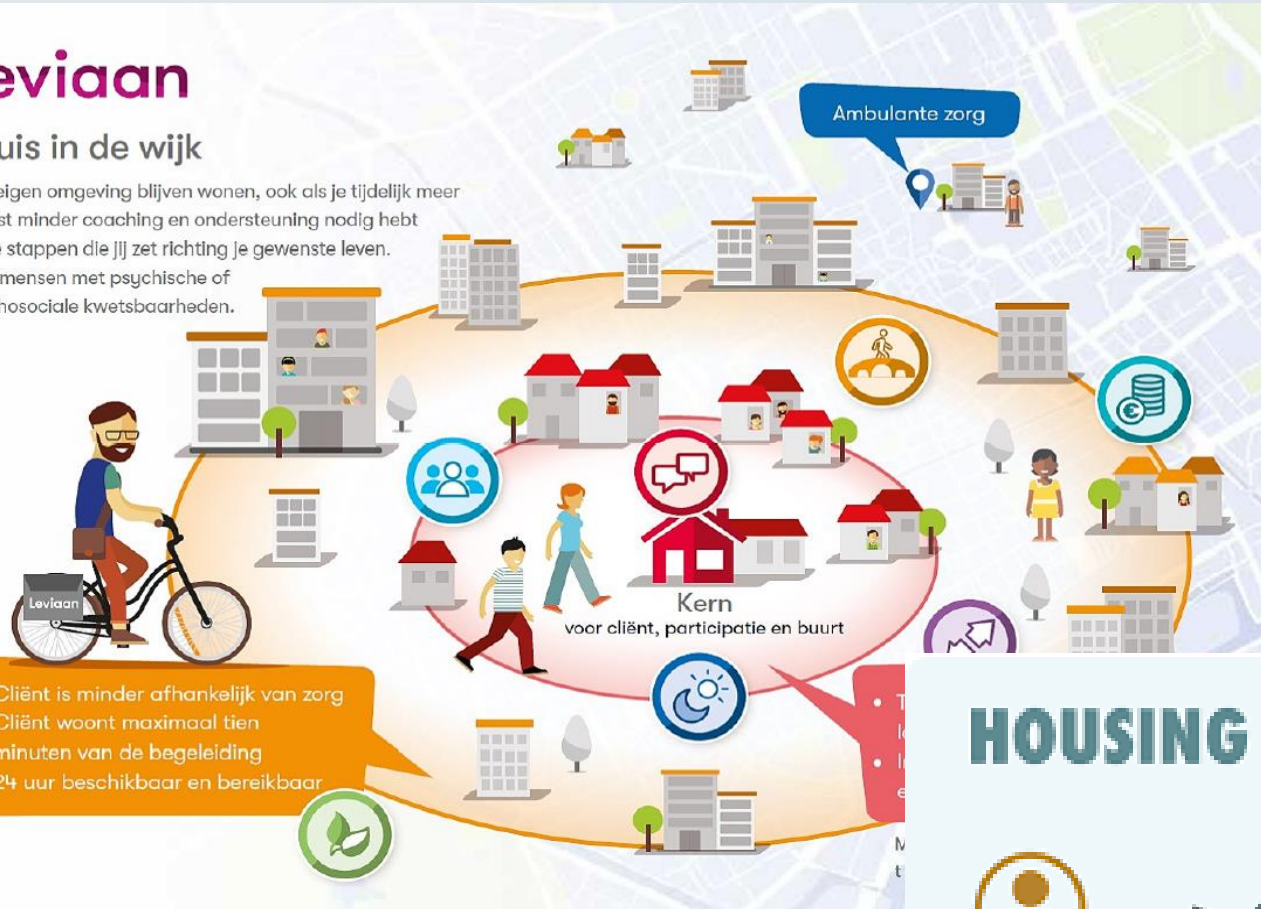 eviaan
uis in de wijk
eigen omgeving blijven wonen, ook als je tijdelijk meer
st minder coaching en ondersteuning nodig hebt
e stappen die jij zet richting je gewenste leven.
mensen met psychische of
hosociale kwetsbaarheden.
Ambulante zorg
Leviaan
Kern
voor cliënt, participatie en buurt
Cliënt is minder afhankelijk van zorg
Cliënt woont maximaal tien
minuten van de begeleiding
24 uur beschikbaar en bereikbaar
HOUSING